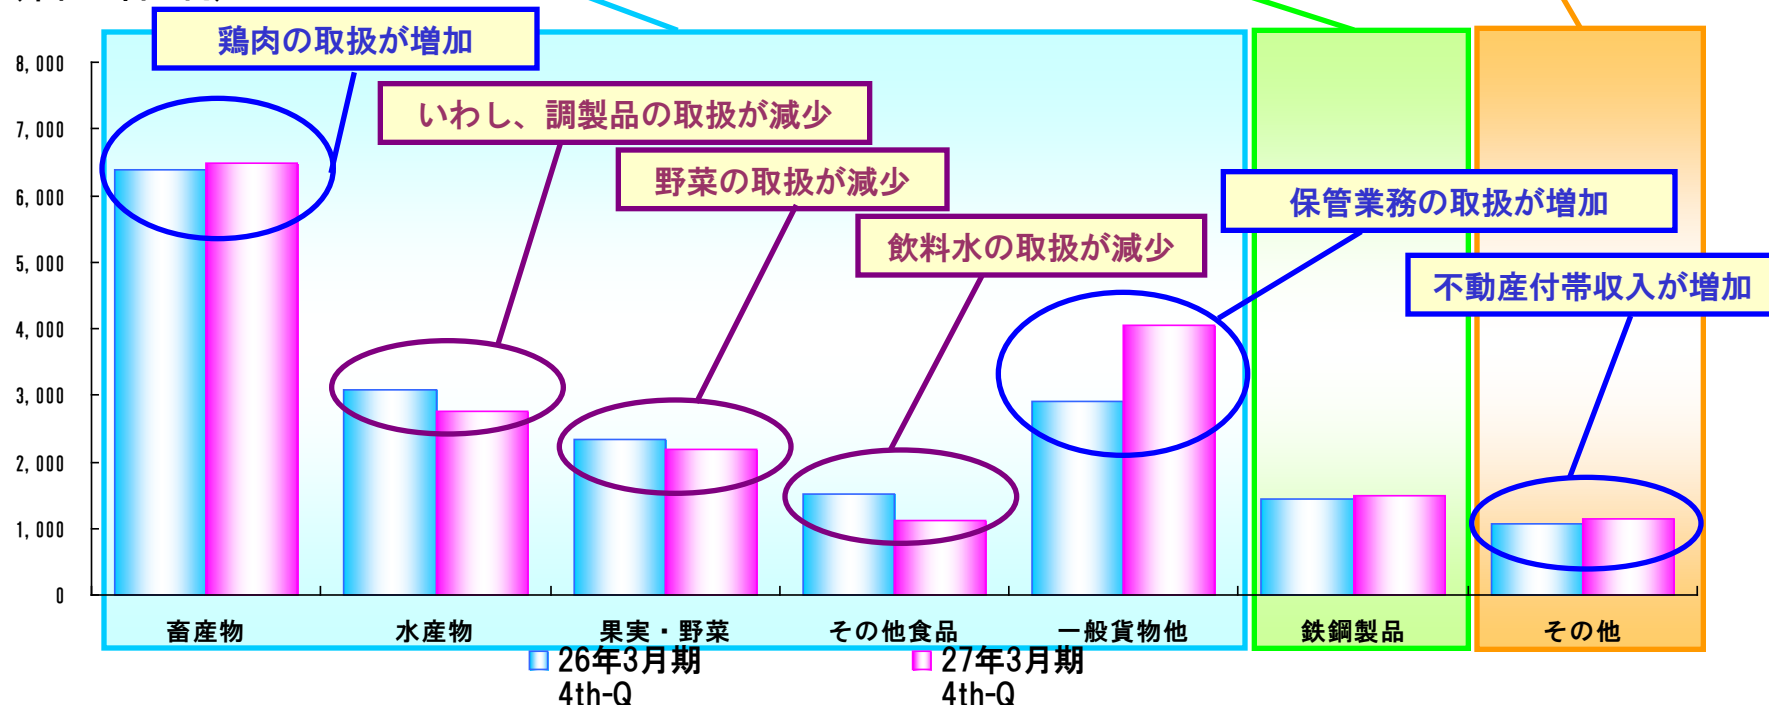 鶏肉の取扱が増加
いわし、調製品の取扱が減少
野菜の取扱が減少
保管業務の取扱が増加
飲料水の取扱が減少
不動産付帯収入が増加
8,000
7,000
6,000
5,000
4,000
3,000
2,000
1,000
0
畜産物 水産物 果実・野菜 その他食品 一般貨物他 鉄鋼製品 その他
26年3月期 27年3月期
4th-Q 4th-Q